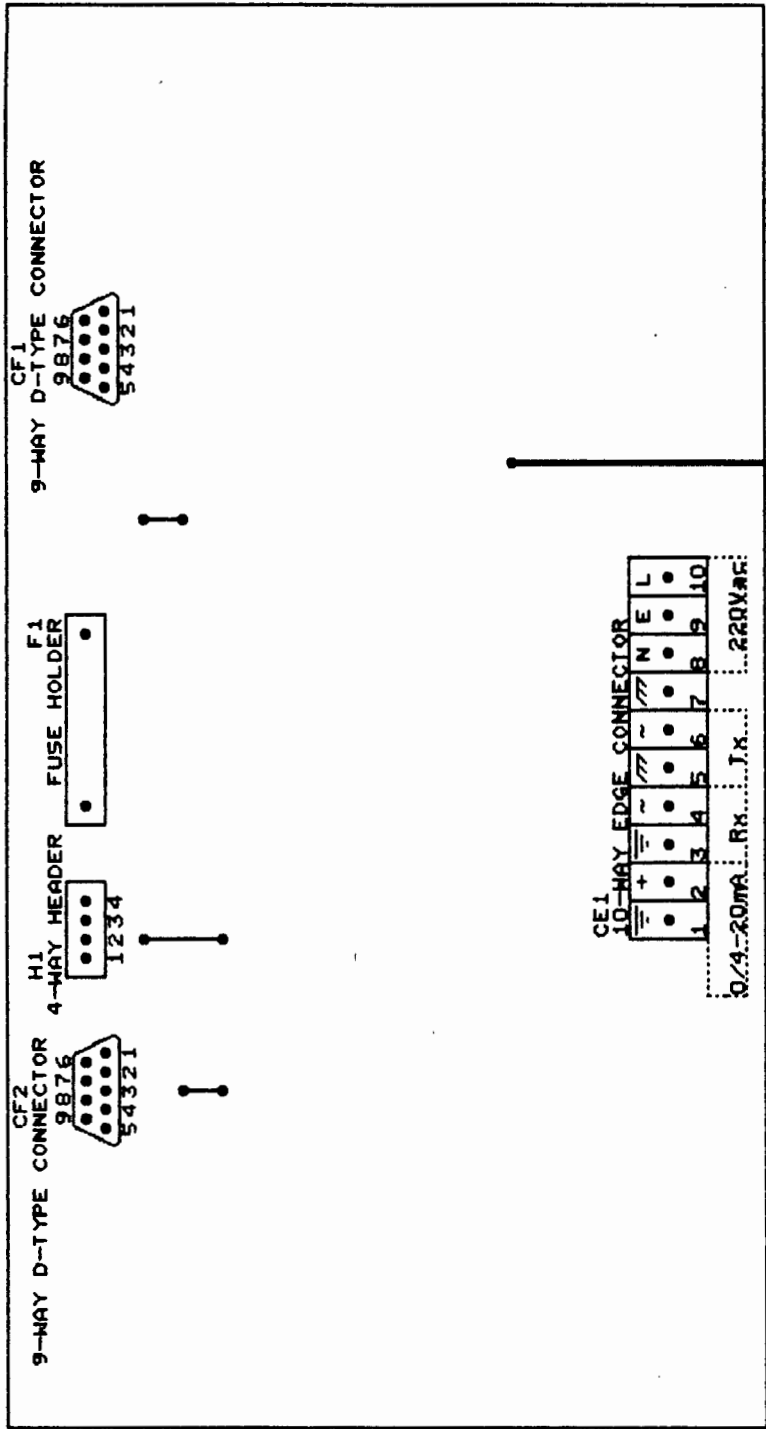 CF2
9-WAY D-TYPE CONNECTOR
9876
54321
H1
4-WAY HEADER
1234
F1
FUSE HOLDER
CF1
9-WAY D-TYPE CONNECTOR
9876
54321
CE1
10-WAY EDGE CONNECTOR
+ ~ ~ N E L
1 2 3 4 5 6 7 8 9 10
0/4-20mA Rx Tx 220Vac